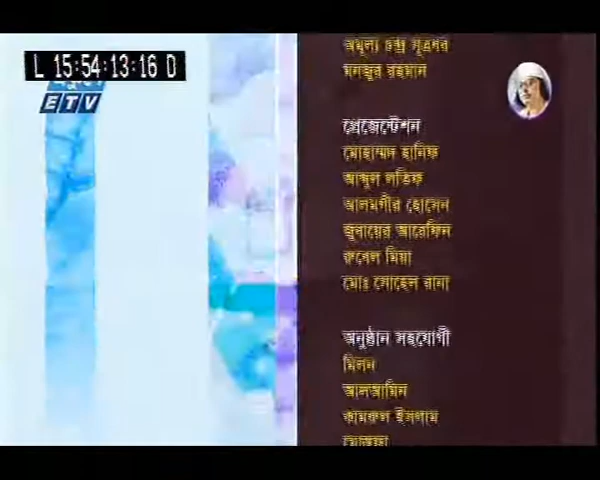 L 15:54:13:16 D
ETV
অমূল্য চন্দ্র সূত্রধর
মনজুর রহমান
প্রেজেন্টেশন
মোহাম্মদ হানিফ
আব্দুল লতিফ
আলমগীর হোসেন
জুবায়ের আরেফিন
রুবেল মিয়া
মোঃ সোহেল রানা
অনুষ্ঠান সহযোগী
মিলন
আলআমিন
কামরুল ইসলাম